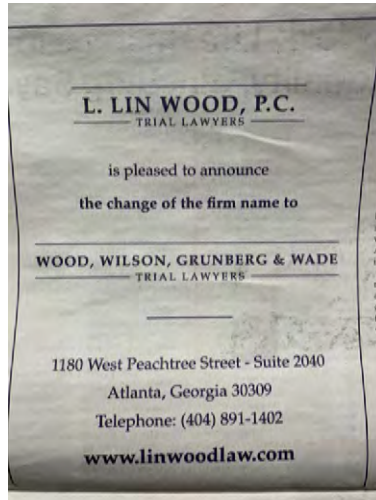 L. LIN WOOD, P.C.
TRIAL LAWYERS
is pleased to announce
the change of the firm name to
WOOD, WILSON, GRUNBERG & WADE
TRIAL LAWYERS
1180 West Peachtree Street - Suite 2040
Atlanta, Georgia 30309
Telephone: (404) 891-1402
www.linwoodlaw.com